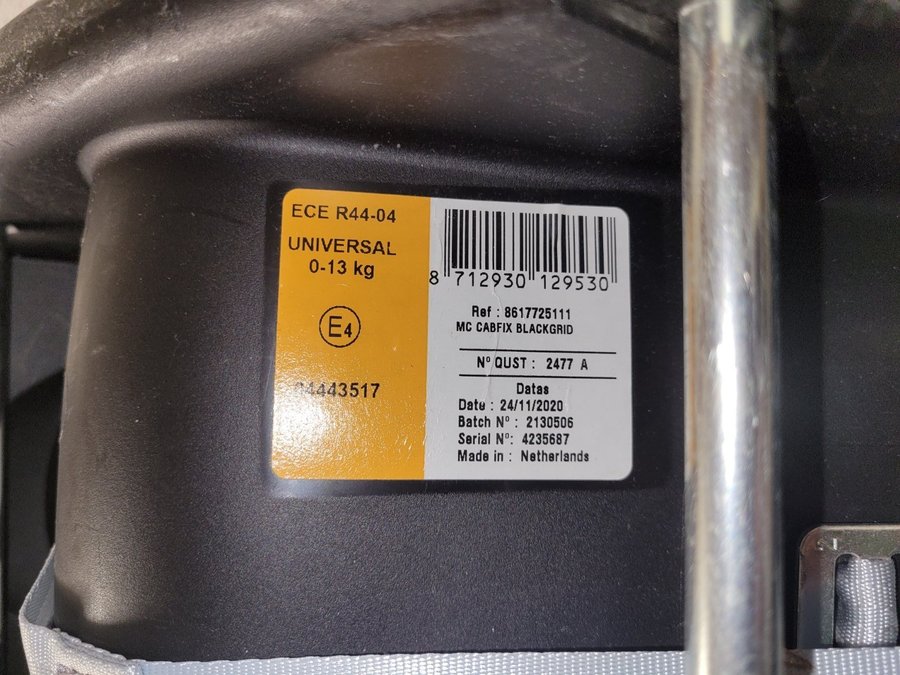 ECE R44-04
UNIVERSAL
0-13 kg
E4
04443517
8 712930 129530
Ref : 8617725111
MC CABFIX BLACKGRID
N° QUST : 2477 A
Datas
Date : 24/11/2020
Batch N° : 2130506
Serial N°: 4235687
Made in : Netherlands